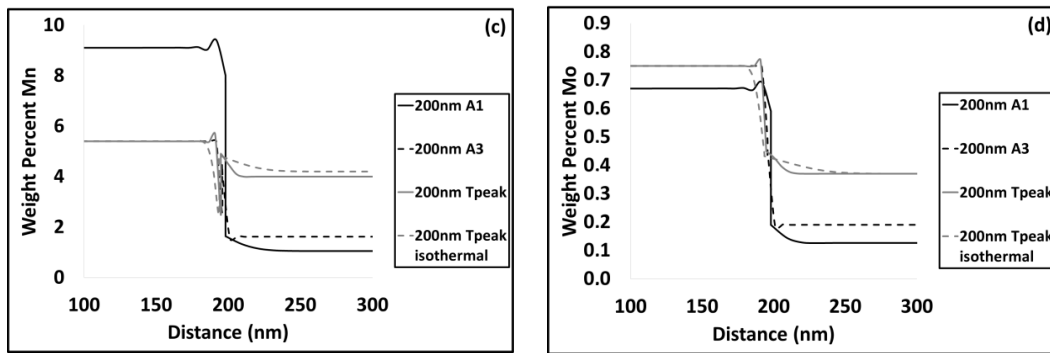 (c)
Weight Percent Mn
10
8
6
4
2
0
100 150 200 250 300
Distance (nm)
200nm A1
200nm A3
200nm Tpeak
200nm Tpeak
isothermal
(d)
Weight Percent Mo
0.9
0.8
0.7
0.6
0.5
0.4
0.3
0.2
0.1
0.0
100 150 200 250 300
Distance (nm)
200nm A1
200nm A3
200nm Tpeak
200nm Tpeak
isothermal